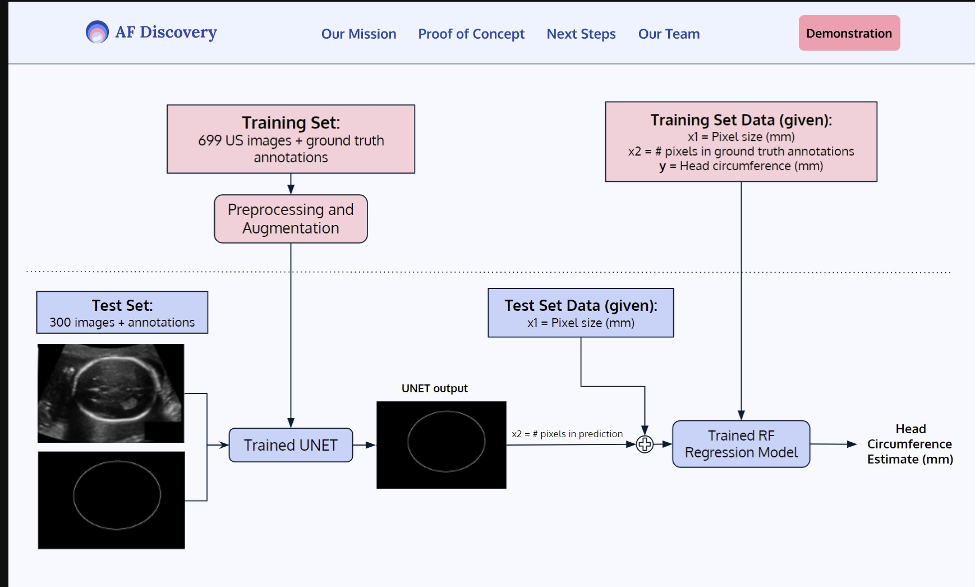 AF Discovery
Our Mission
Proof of Concept
Next Steps
Our Team
Demonstration
Training Set:
699 US images + ground truth
annotations
Training Set Data (given):
x1 = Pixel size (mm)
x2 = # pixels in ground truth annotations
y = Head circumference (mm)
Preprocessing and
Augmentation
Test Set:
300 images + annotations
Test Set Data (given):
x1 = Pixel size (mm)
UNET output
Trained UNET
x2 = # pixels in prediction
Trained RF
Regression Model
Head
Circumference
Estimate (mm)